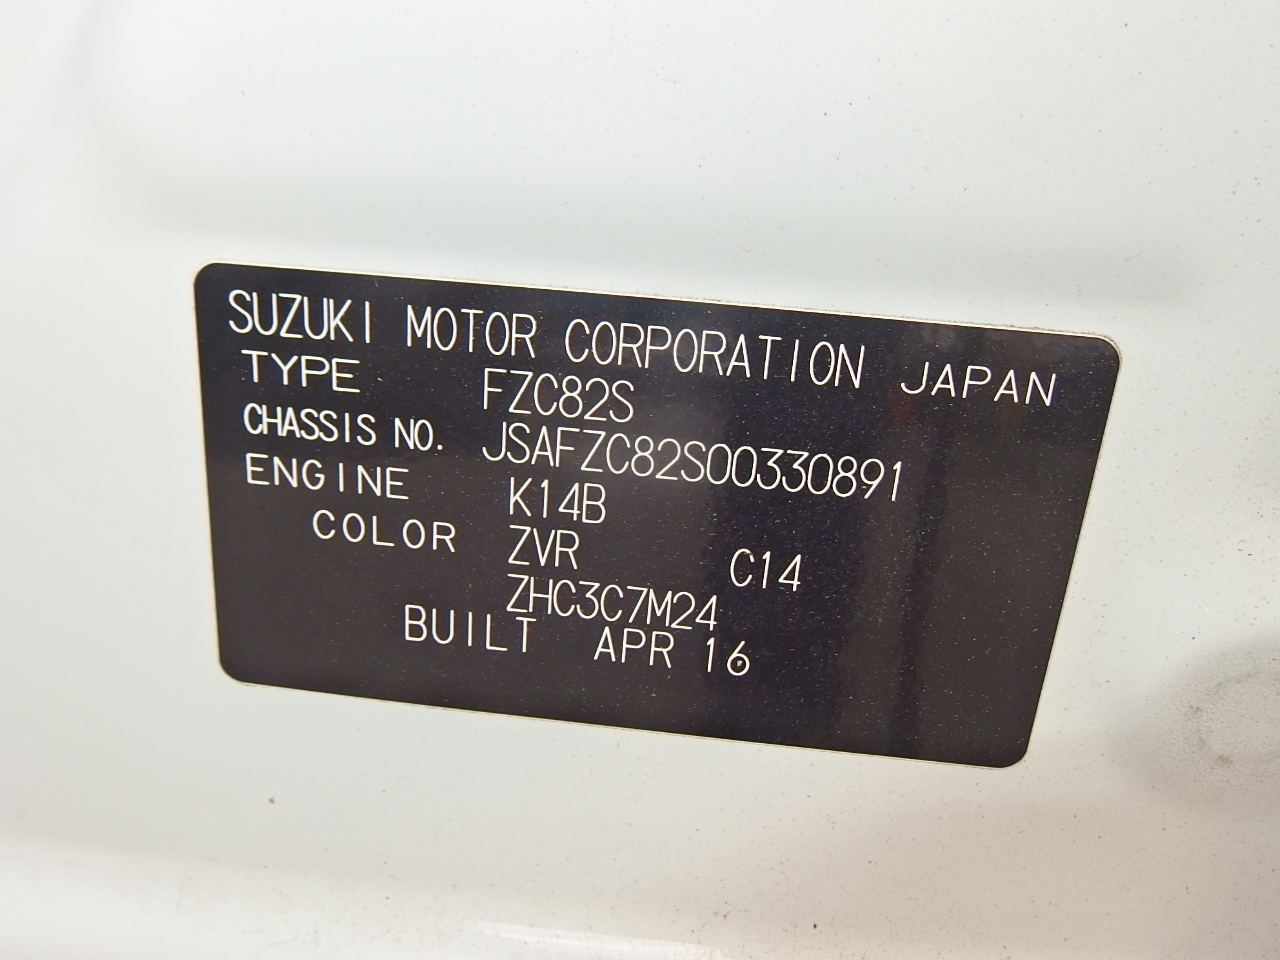 SUZUKI MOTOR CORPORATION JAPAN
TYPE FZC82S
CHASSIS NO. JSAFZC82S00330891
ENGINE K14B
COLOR ZVR C14
ZHC3C7M24
BUILT APR 16